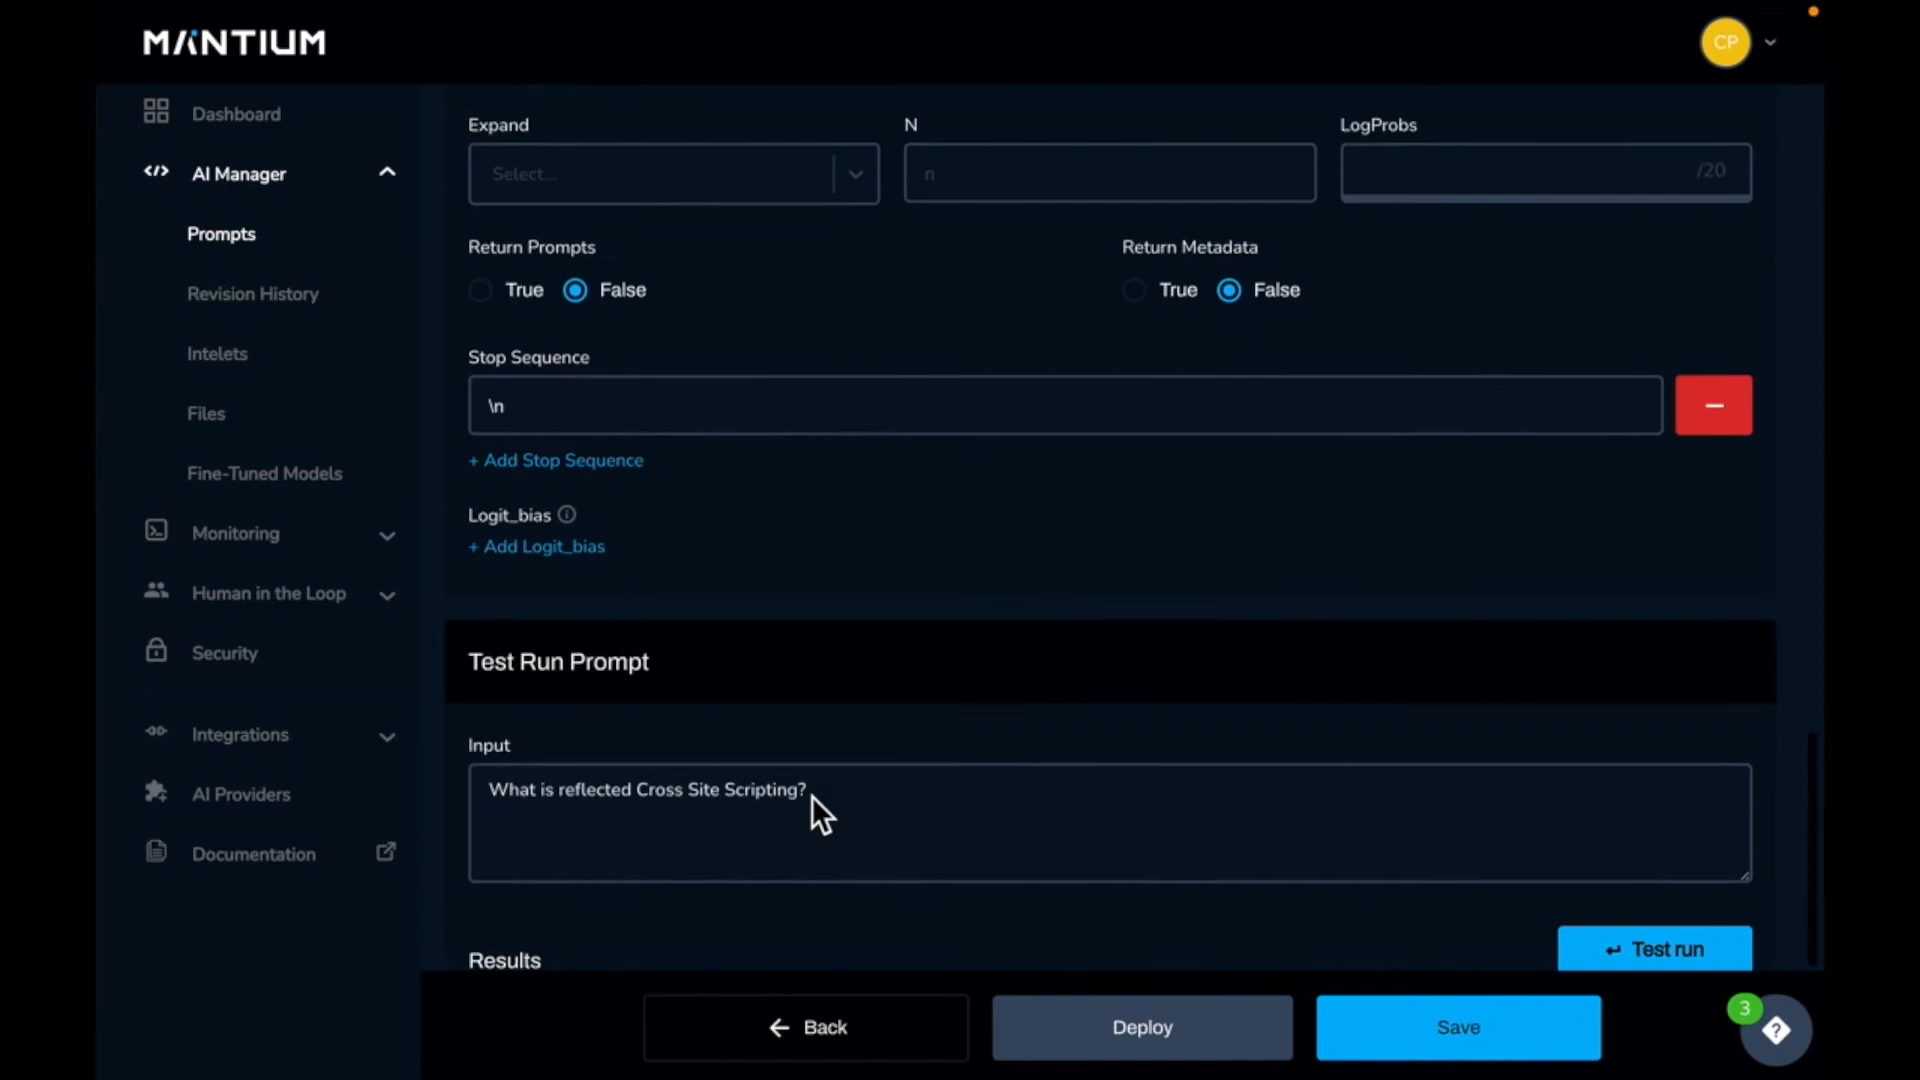 MANTIUM
CP
Dashboard
AI Manager
Prompts
Revision History
Intelets
Files
Fine-Tuned Models
Monitoring
Human in the Loop
Security
Integrations
AI Providers
Documentation
Expand
N
LogProbs
Select...
n
/20
Return Prompts
Return Metadata
True
False
True
False
Stop Sequence
\n
+ Add Stop Sequence
Logit_bias
+ Add Logit_bias
Test Run Prompt
Input
What is reflected Cross Site Scripting?
Results
Test run
Back
Deploy
Save
3
?